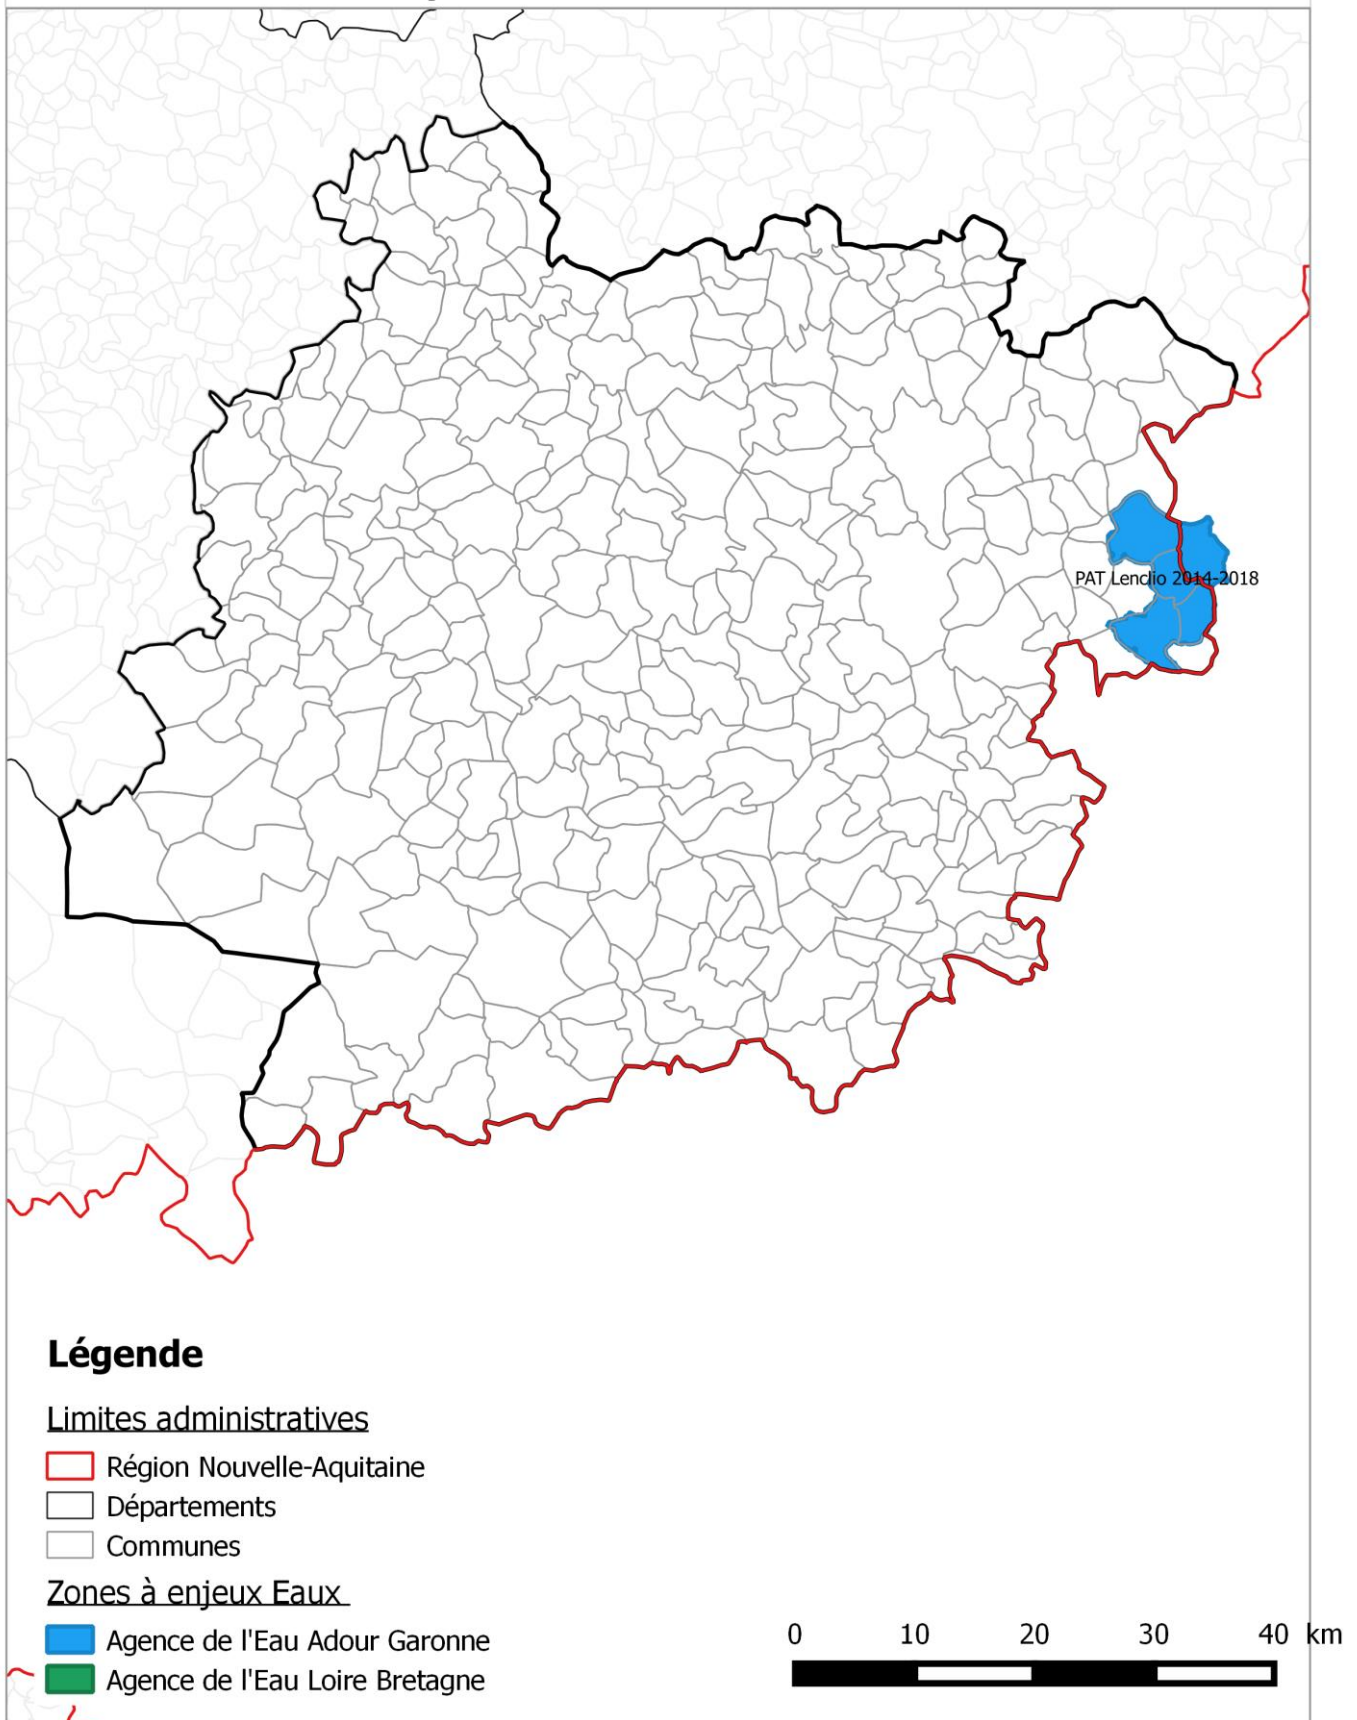 PAT Lenclio 2014-2018
Légende
Limites administratives
Région Nouvelle-Aquitaine
Départements
Communes
Zones à enjeux Eaux
Agence de l'Eau Adour Garonne
Agence de l'Eau Loire Bretagne
0 10 20 30 40 km